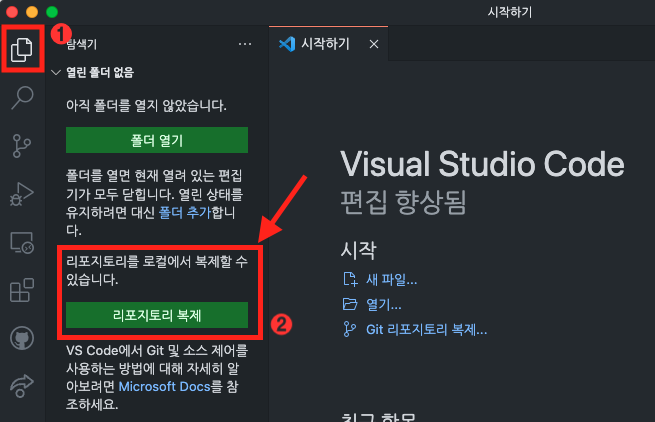 시작하기
1
탐색기
시작하기
열린 폴더 없음
아직 폴더를 열지 않았습니다.
폴더 열기
폴더를 열면 현재 열려 있는 편집
기가 모두 닫힙니다. 열린 상태를
유지하려면 대신 폴더 추가합니
다.
리포지토리를 로컬에서 복제할 수
있습니다.
리포지토리 복제
2
VS Code에서 Git 및 소스 제어를
사용하는 방법에 대해 자세히 알
아보려면 Microsoft Docs를 참
조하세요.
Visual Studio Code
편집 향상됨
시작
새 파일...
열기...
Git 리포지토리 복제...
최근 항목